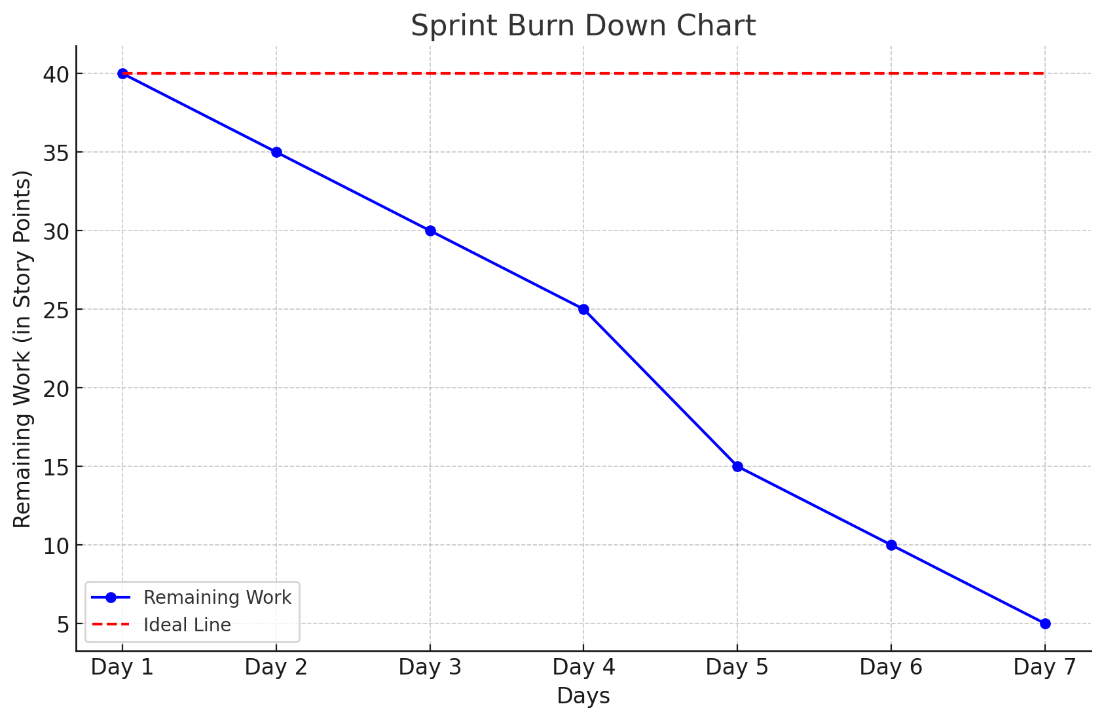 Sprint Burn Down Chart
Remaining Work (in Story Points)
40
35
30
25
20
15
10
5
Remaining Work
Ideal Line
Day 1 Day 2 Day 3 Day 4 Day 5 Day 6 Day 7
Days